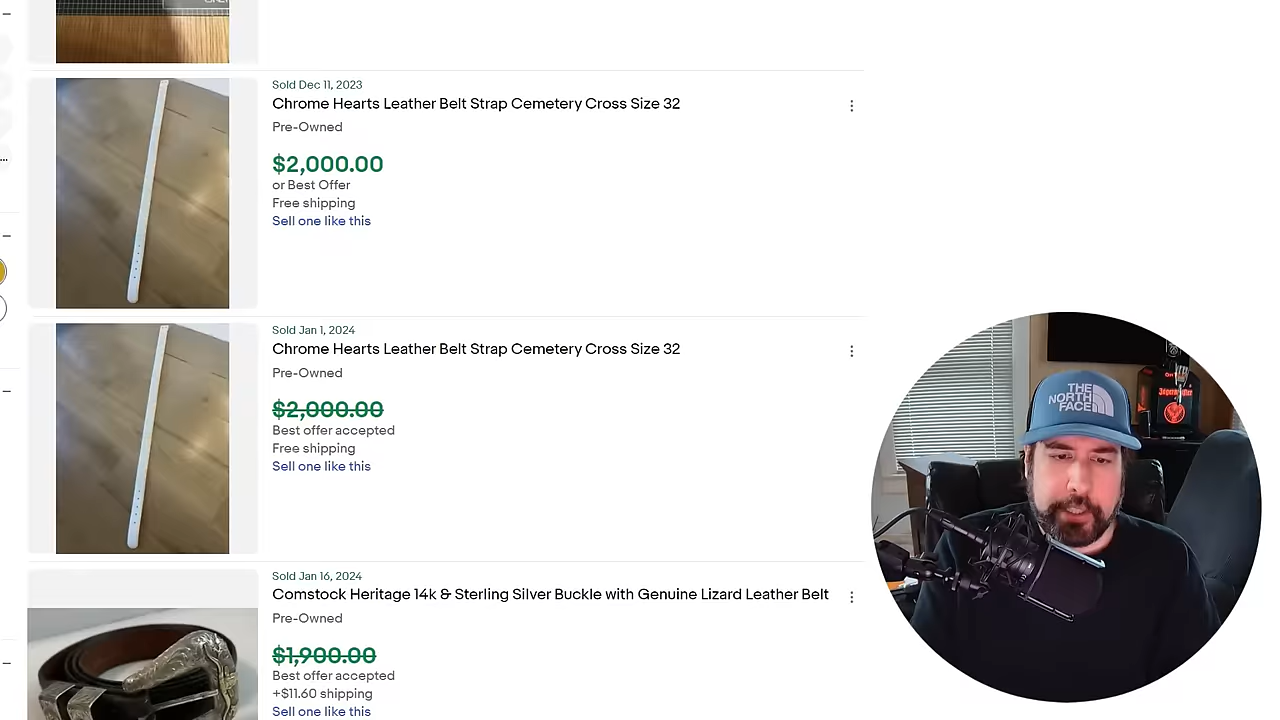 Sold Dec 11, 2023
Chrome Hearts Leather Belt Strap Cemetery Cross Size 32
Pre-Owned
$2,000.00
or Best Offer
Free shipping
Sell one like this
Sold Jan 1, 2024
Chrome Hearts Leather Belt Strap Cemetery Cross Size 32
Pre-Owned
$2,000.00
Best offer accepted
Free shipping
Sell one like this
Sold Jan 16, 2024
Comstock Heritage 14k & Sterling Silver Buckle with Genuine Lizard Leather Belt
Pre-Owned
$1,900.00
Best offer accepted
+$11.60 shipping
Sell one like this
THE
NORTH
FACE
Jägermeister